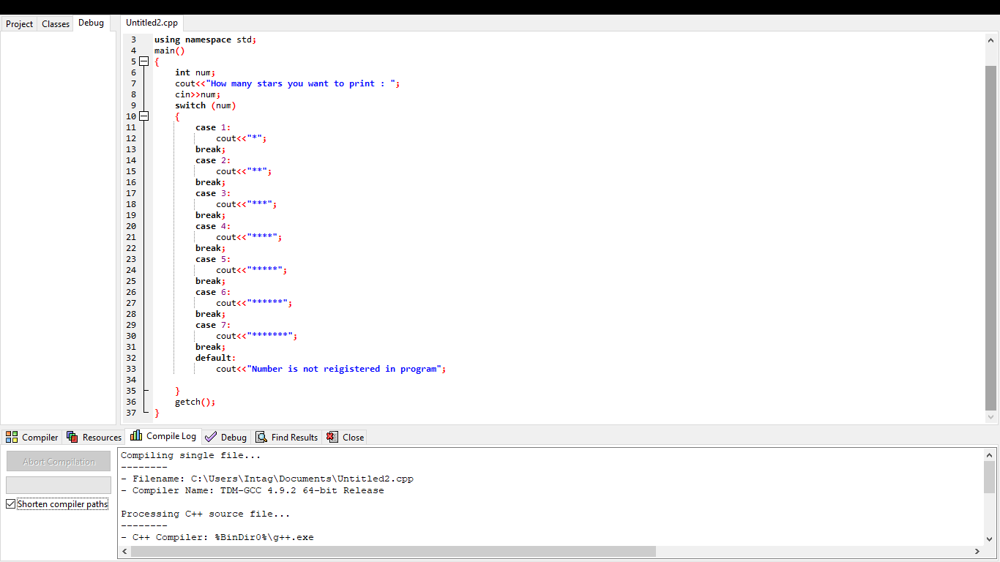 Project Classes Debug
Untitled2.cpp
3 using namespace std;
4 main()
5 {
6 int num;
7 cout<<"How many stars you want to print : ";
8 cin>>num;
9 switch (num)
10 {
11 case 1:
12 cout<<"*";
13 break;
14 case 2:
15 cout<<"**";
16 break;
17 case 3:
18 cout<<"***";
19 break;
20 case 4:
21 cout<<"****";
22 break;
23 case 5:
24 cout<<"*****";
25 break;
26 case 6:
27 cout<<"******";
28 break;
29 case 7:
30 cout<<"*******";
31 break;
32 default:
33 cout<<"Number is not reigistered in program";
34
35 }
36 getch();
37 }
Compiler Resources Compile Log Debug Find Results Close
Abort Compilation
Shorten compiler paths
Compiling single file...
--------
- Filename: C:\Users\Intag\Documents\Untitled2.cpp
- Compiler Name: TDM-GCC 4.9.2 64-bit Release
Processing C++ source file...
--------
- C++ Compiler: %BinDir0%\g++.exe